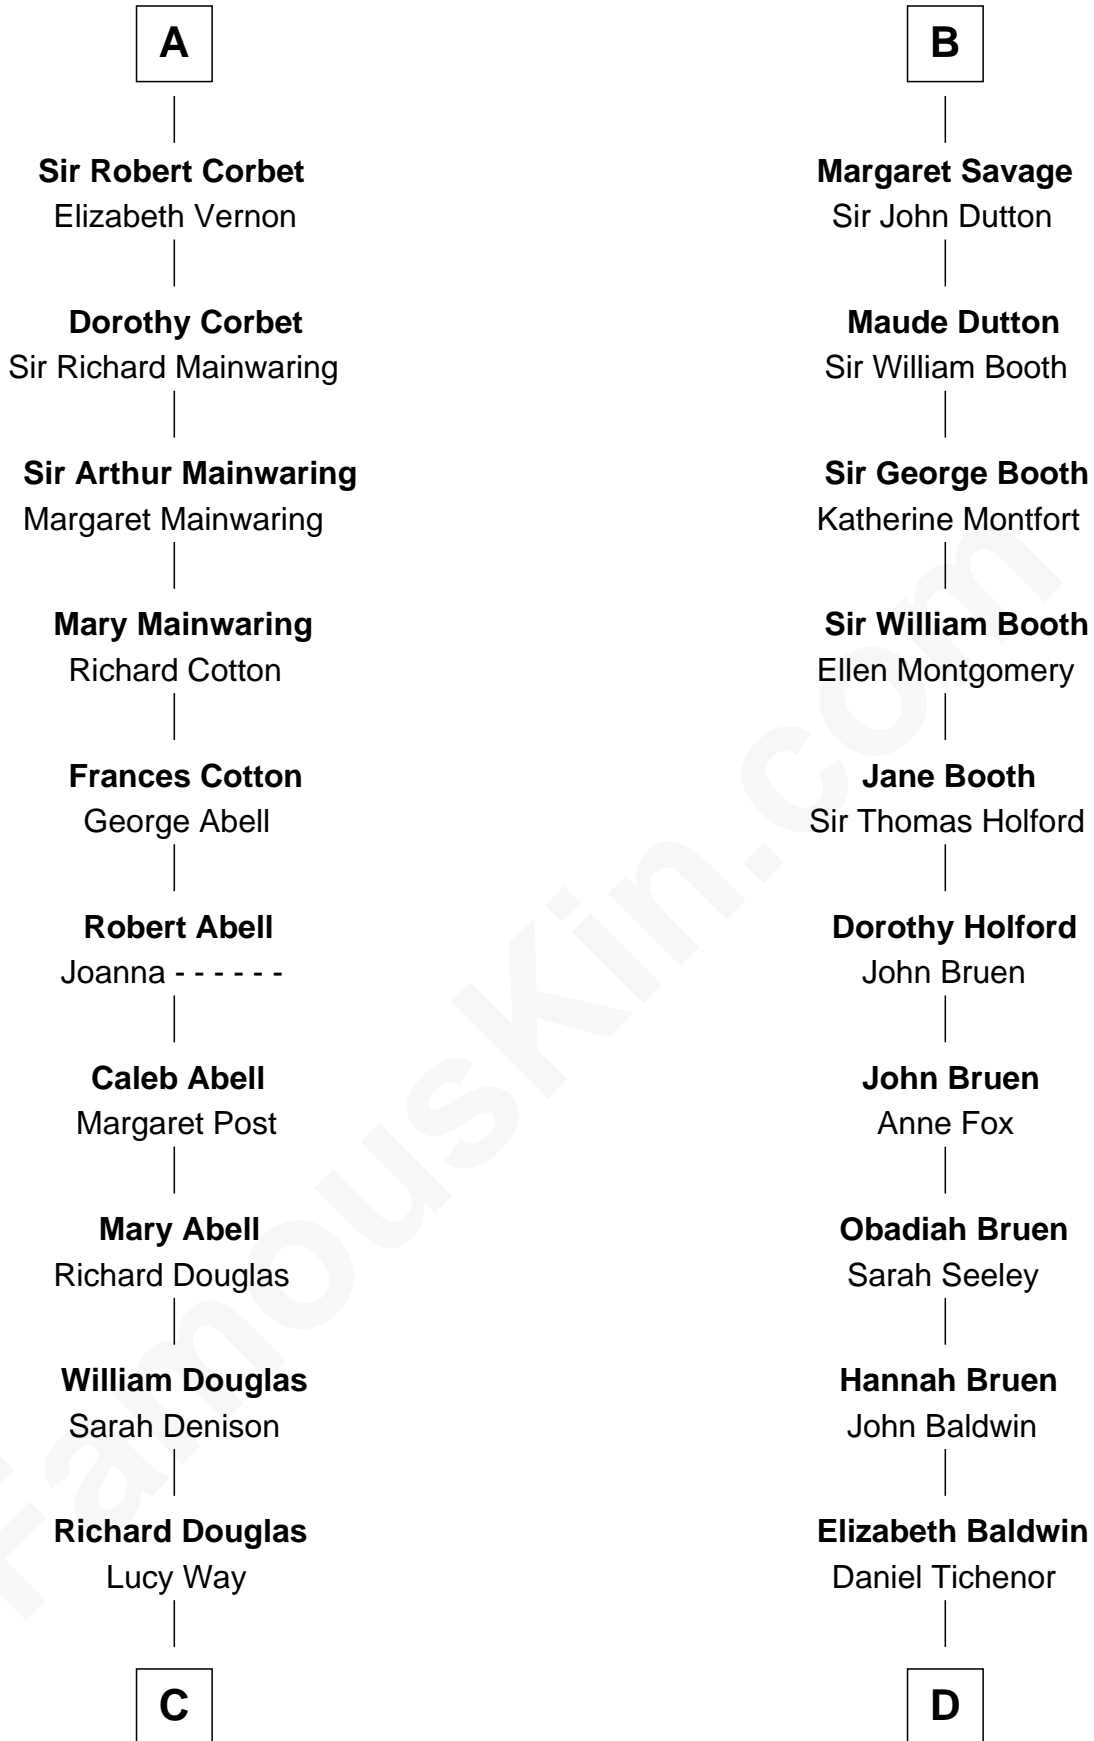 A
Sir Robert Corbet
Elizabeth Vernon
Dorothy Corbet
Sir Richard Mainwaring
Sir Arthur Mainwaring
Margaret Mainwaring
Mary Mainwaring
Richard Cotton
Frances Cotton
George Abell
Robert Abell
Joanna - - - - - -
Caleb Abell
Margaret Post
Mary Abell
Richard Douglas
William Douglas
Sarah Denison
Richard Douglas
Lucy Way
C
B
Margaret Savage
Sir John Dutton
Maude Dutton
Sir William Booth
Sir George Booth
Katherine Montfort
Sir William Booth
Ellen Montgomery
Jane Booth
Sir Thomas Holford
Dorothy Holford
John Bruen
John Bruen
Anne Fox
Obadiah Bruen
Sarah Seeley
Hannah Bruen
John Baldwin
Elizabeth Baldwin
Daniel Tichenor
D
FamousKin.com